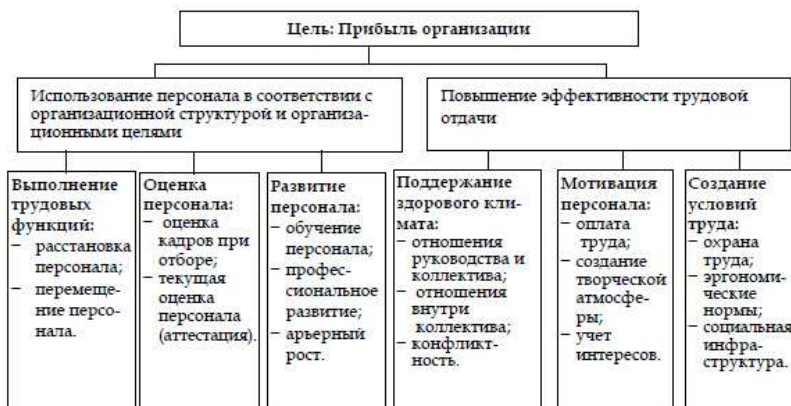 Цель: Прибыль организации
Использование персонала в соответствии с
организационной структурой и организа-
ционными целями
Повышение эффективности трудовой
отдачи
Выполнение
трудовых
функций:
– расстановка
персонала;
– перемеще-
ние персо-
нала.
Оценка
персонала:
– оценка
кадров при
отборе;
– текущая
оценка
персонала
(аттестация).
Развитие
персонала:
– обучение
персонала;
– професс-
сиональное
развитие;
– арьерный
рост.
Поддержание
здорового кли-
мата:
– отношения
руководства и
коллектива;
– отношения
внутри
коллектива;
– конфликт-
ность.
Мотивация
персонала:
– оплата
труда;
– создание
творческой
атмосфе-
ры;
– учет
интересов.
Создание
условий
труда:
– охрана
труда;
– эргономи-
ческие
нормы;
– социальная
инфра-
структура.